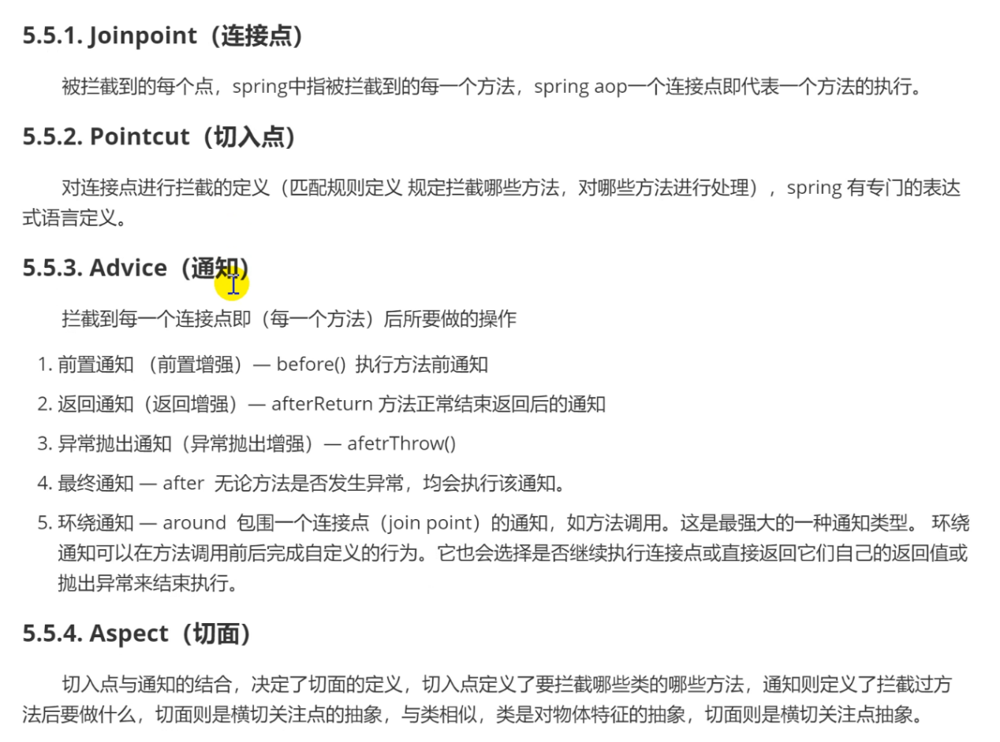 5.5.1. Joinpoint（连接点）
被拦截到的每个点，spring中指被拦截到的每一个方法，spring aop一个连接点即代表一个方法的执行。
5.5.2. Pointcut（切入点）
对连接点进行拦截的定义（匹配规则定义 规定拦截哪些方法，对哪些方法进行处理），spring 有专门的表达
式语言定义。
5.5.3. Advice（通知）
拦截到每一个连接点即（每一个方法）后所要做的操作
1. 前置通知 （前置增强）— before() 执行方法前通知
2. 返回通知（返回增强）— afterReturn 方法正常结束返回后的通知
3. 异常抛出通知（异常抛出增强）— afetrThrow()
4. 最终通知 — after 无论方法是否发生异常，均会执行该通知。
5. 环绕通知 — around 包围一个连接点（join point）的通知，如方法调用。这是最强大的一种通知类型。 环绕
通知可以在方法调用前后完成自定义的行为。它也会选择是否继续执行连接点或直接返回它们自己的返回值或
抛出异常来结束执行。
5.5.4. Aspect（切面）
切入点与通知的结合，决定了切面的定义，切入点定义了要拦截哪些类的哪些方法，通知则定义了拦截过方
法后要做什么，切面则是横切关注点的抽象，与类相似，类是对物体特征的抽象，切面则是横切关注点抽象。